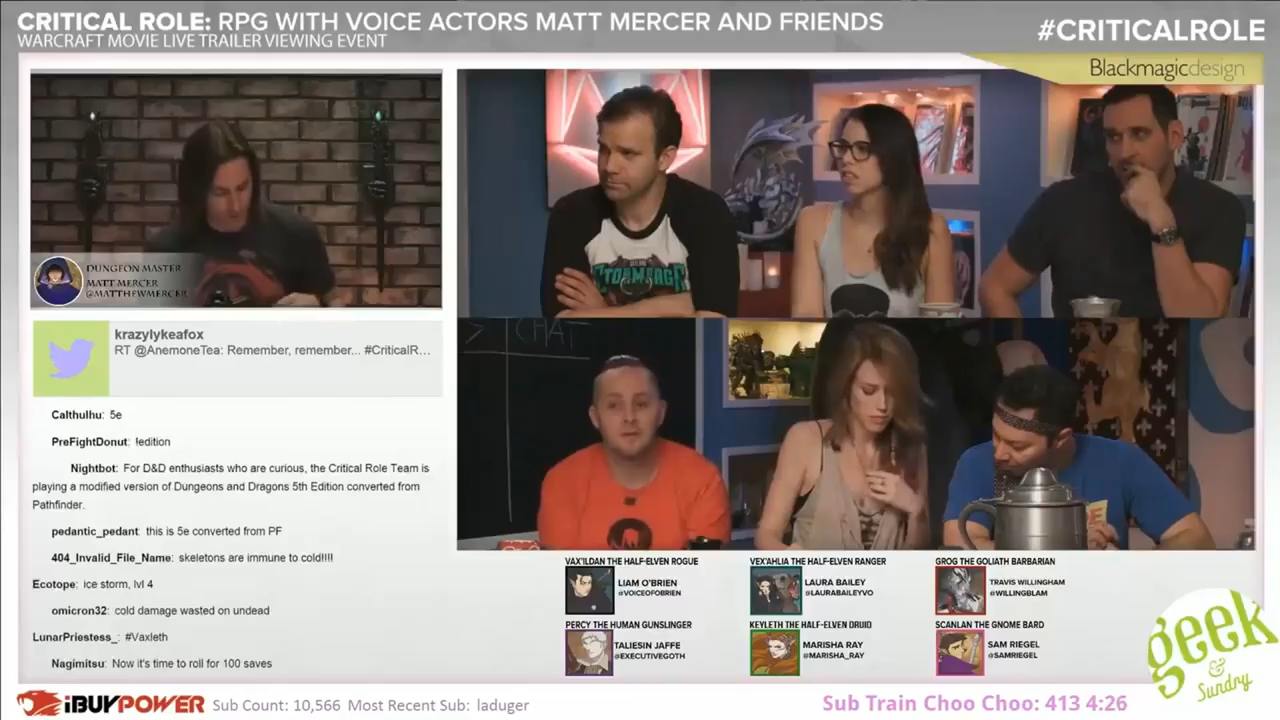 CRITICAL ROLE: RPG WITH VOICE ACTORS MATT MERCER AND FRIENDS
WARCRAFT MOVIE LIVE TRAILER VIEWING EVENT
#CRITICALROLE
Blackmagicdesign
DUNGEON MASTER
MATT MERCER
@MATTHEWMERCER
krazylykeafox
RT @AnemoneTea: Remember, remember... #CriticalR...
Calthulhu: 5e
PreFightDonut: !edition
Nightbot: For D&D enthusiasts who are curious, the Critical Role Team is
playing a modified version of Dungeons and Dragons 5th Edition converted from
Pathfinder.
pedantic_pedant: this is 5e converted from PF
404_Invalid_File_Name: skeletons are immune to cold!!!!
Ecotope: ice storm, lvl 4
omicron32: cold damage wasted on undead
LunarPriestess_: #Vaxleth
Nagimitsu: Now it's time to roll for 100 saves
STORMRAGE
> CHAT
VAX'ILDAN THE HALF-ELVEN ROGUE
LIAM O'BRIEN
@VOICEOFOBRIEN
VEX'AHLIA THE HALF-ELVEN RANGER
LAURA BAILEY
@LAURABAILEYVO
GROG THE GOLIATH BARBARIAN
TRAVIS WILLINGHAM
@WILLINGBLAM
PERCY THE HUMAN GUNSLINGER
TALIESIN JAFFE
@EXECUTIVEGOTH
KEYLETH THE HALF-ELVEN DRUID
MARISHA RAY
@MARISHA_RAY
SCANLAN THE GNOME BARD
SAM RIEGEL
@SAMRIEGEL
geek
&
Sundry
iBUYPOWER
Sub Count: 10,566 Most Recent Sub: laduger
Sub Train Choo Choo: 413 4:26